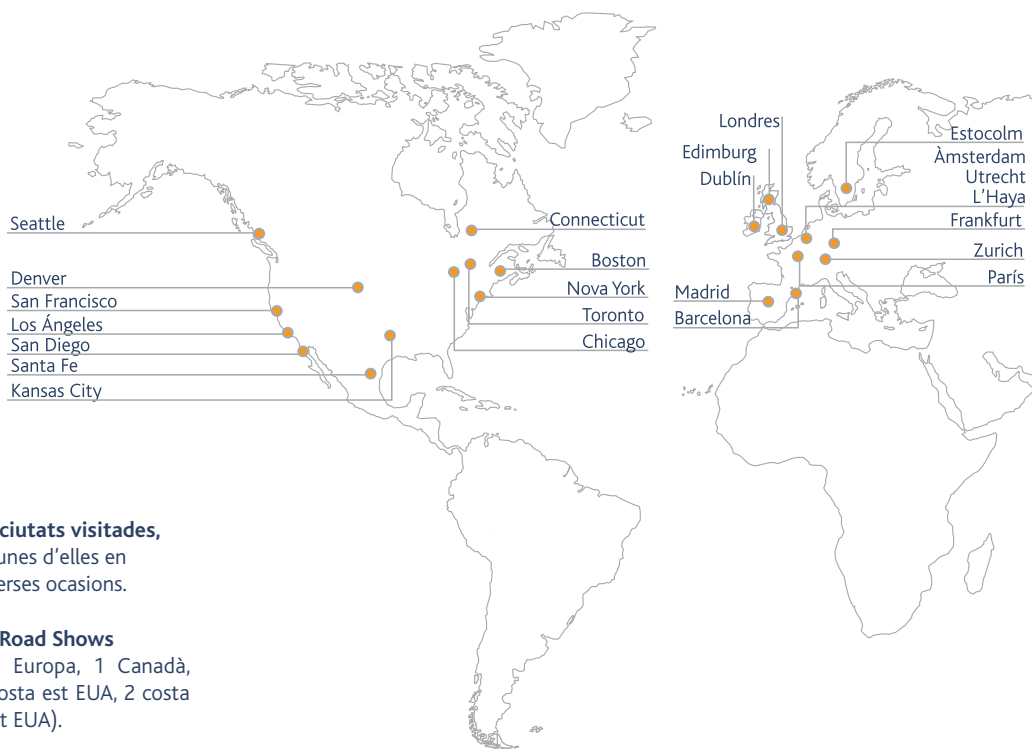 Seattle
Denver
San Francisco
Los Ángeles
San Diego
Santa Fe
Kansas City
Connecticut
Boston
Nova York
Toronto
Chicago
Londres
Edimburg
Dublín
Madrid
Barcelona
Estocolm
Àmsterdam
Utrecht
L'Haya
Frankfurt
Zurich
París
ciutats visitades,
unes d'elles en
erses ocasions.
Road Shows
Europa, 1 Canadà,
osta est EUA, 2 costa
t EUA).